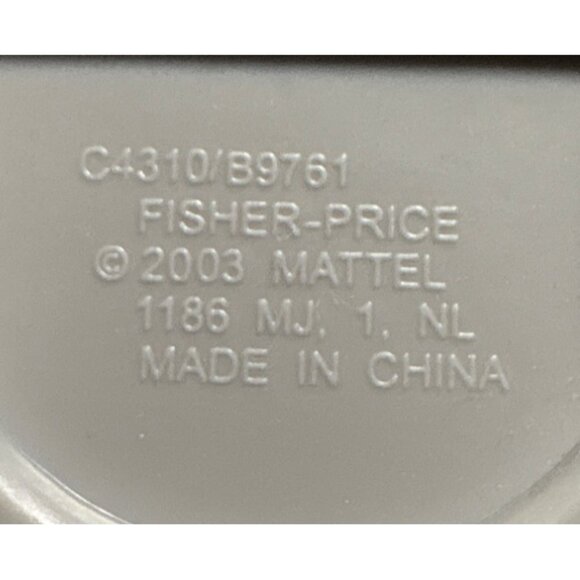 C4310/B9761
FISHER-PRICE
© 2003 MATTEL
1186 MJ, 1, NL
MADE IN CHINA